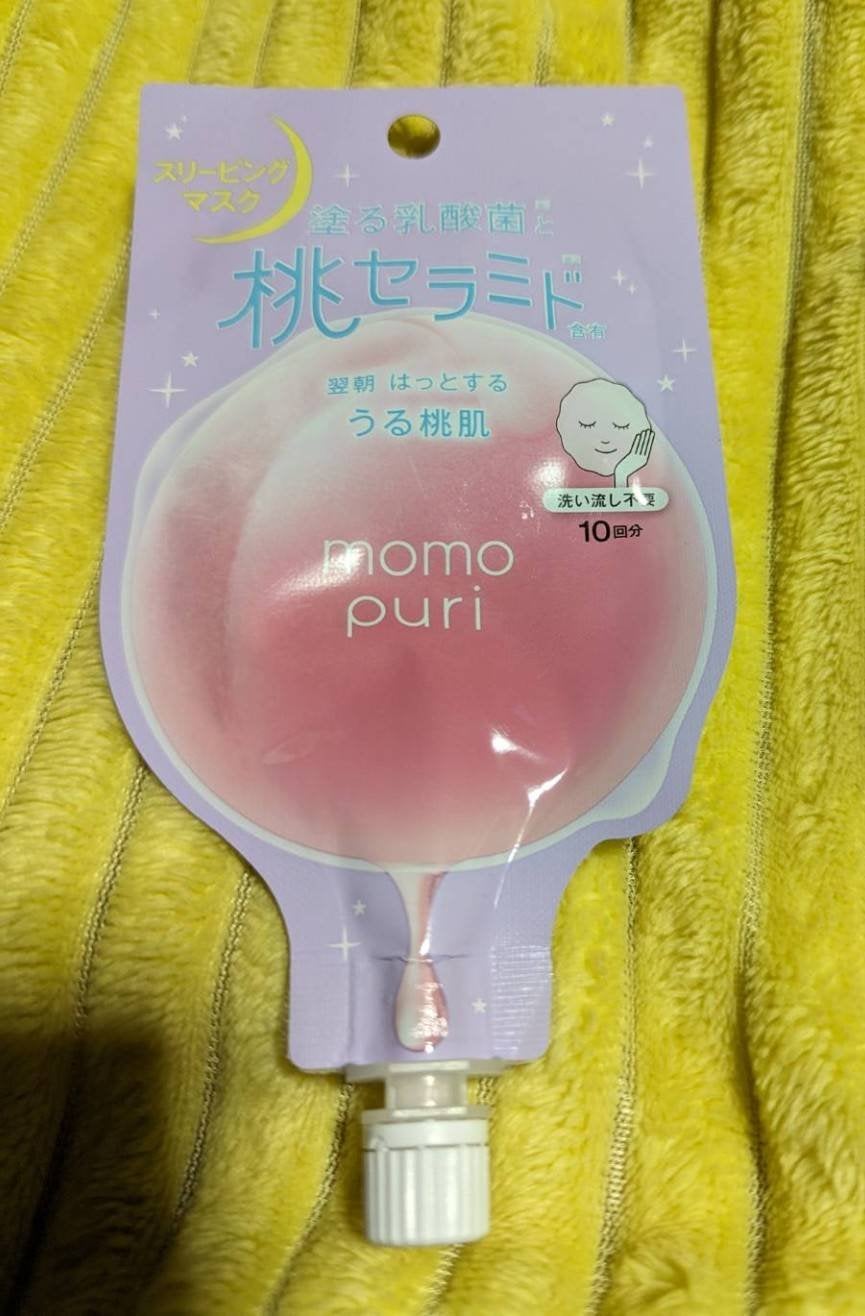 スリーピング
マスク
塗る乳酸菌と
桃セラミド
含有
翌朝 はっとする
うる桃肌
洗い流し不要
10回分
momo
puri